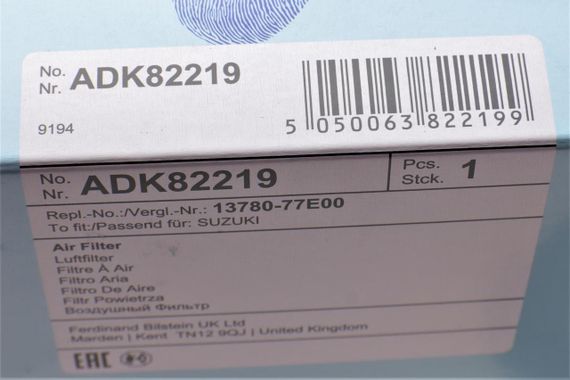 No.
Nr. ADK82219
9194
5 050063 822199
No.
Nr. ADK82219
Pcs.
Stck. 1
Repl.-No.:/Vergl.-Nr.: 13780-77E00
To fit:/Passend für: SUZUKI
Air Filter
Luftfilter
Filtre À Air
Filtro Aria
Filtro De Aire
Filtr Powietrza
Воздушный Фильтр
Ferdinand Bilstein UK Ltd
Marden | Kent TN12 9QJ | United Kingdom
EAC